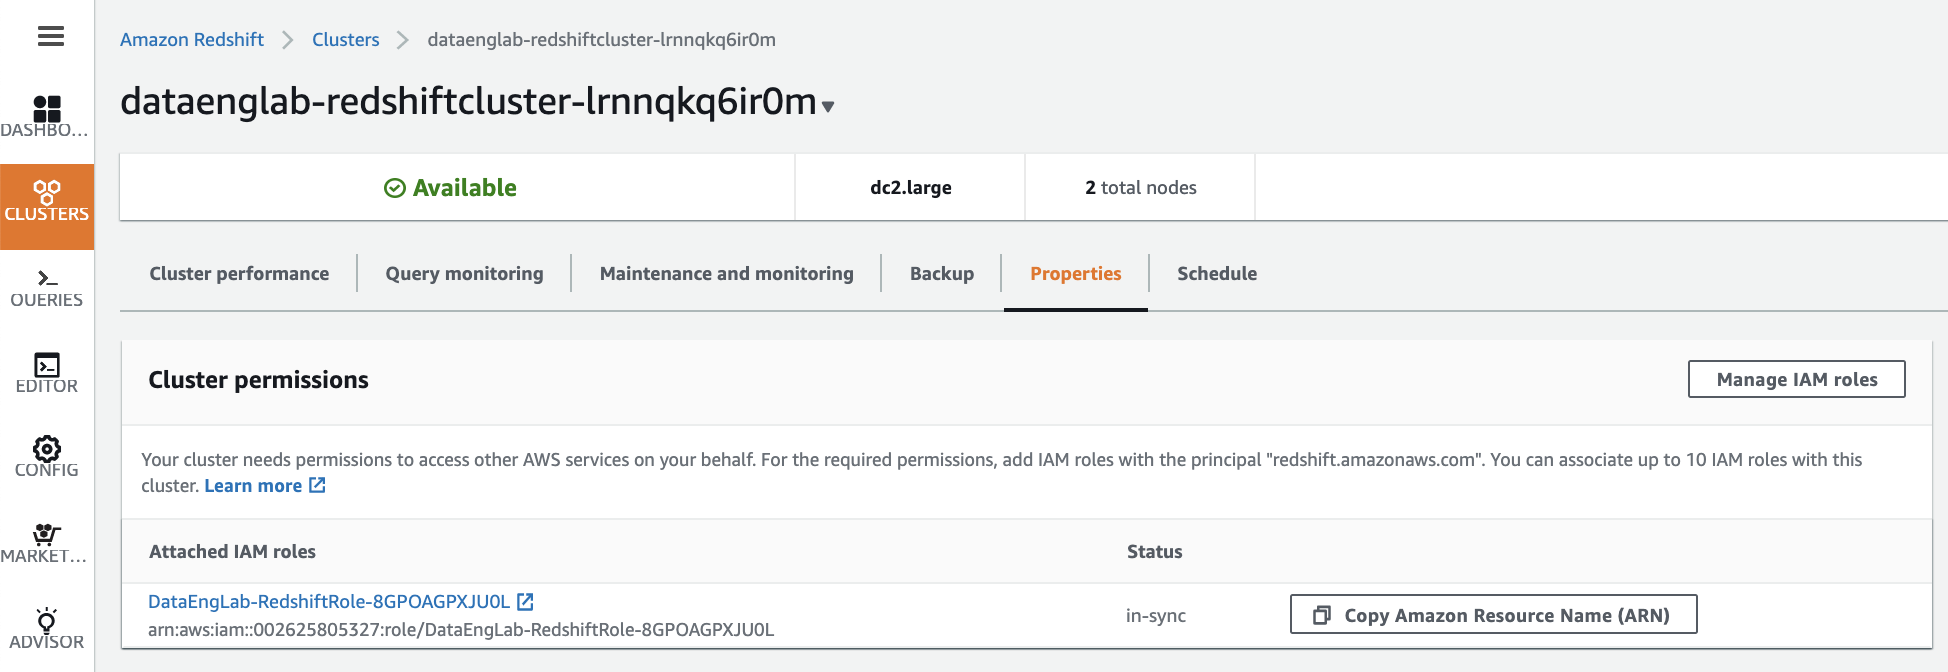 Amazon Redshift > Clusters > dataenglab-redshiftcluster-lrnnqkq6ir0m
dataenglab-redshiftcluster-lrnnqkq6ir0m
Available
dc2.large
2 total nodes
Cluster performance
Query monitoring
Maintenance and monitoring
Backup
Properties
Schedule
Cluster permissions
Manage IAM roles
Your cluster needs permissions to access other AWS services on your behalf. For the required permissions, add IAM roles with the principal "redshift.amazonaws.com". You can associate up to 10 IAM roles with this
cluster. Learn more
Attached IAM roles
Status
DataEngLab-RedshiftRole-8GPOAGPXJU0L
arn:aws:iam::002625805327:role/DataEngLab-RedshiftRole-8GPOAGPXJU0L
in-sync
Copy Amazon Resource Name (ARN)
DASHBO...
CLUSTERS
QUERIES
EDITOR
CONFIG
MARKET...
ADVISOR